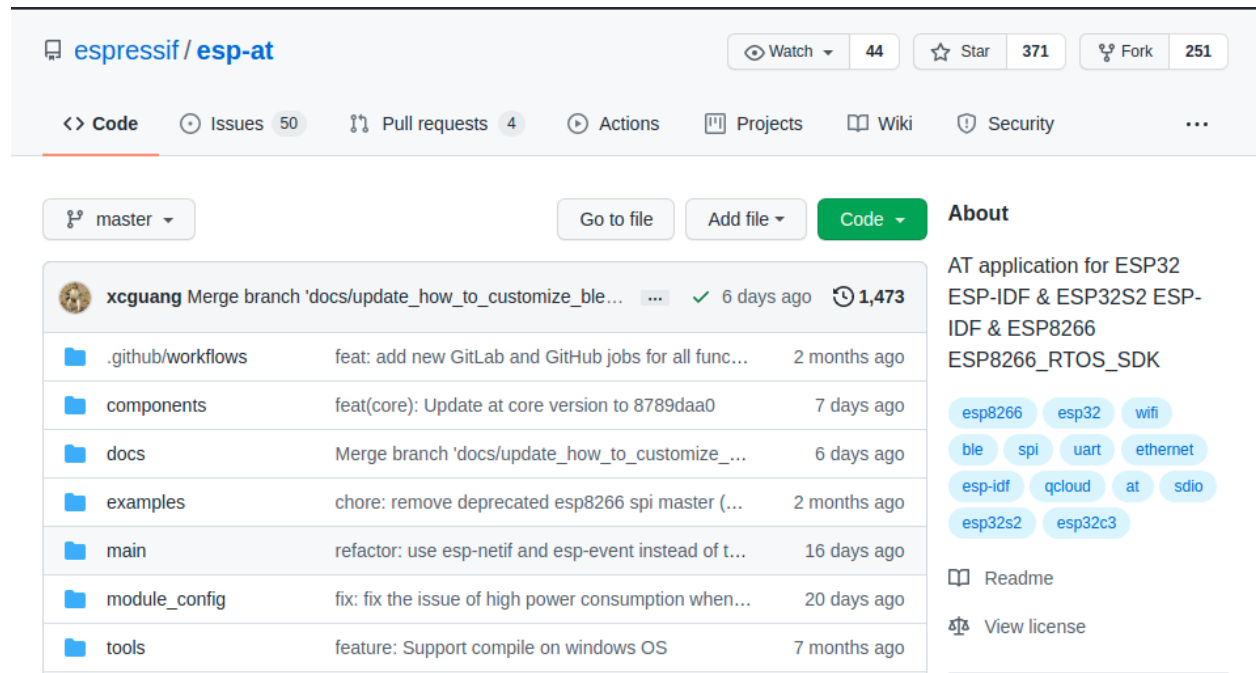 espressif / esp-at
Watch 44 Star 371 Fork 251
Code Issues 50 Pull requests 4 Actions Projects Wiki Security ...
master Go to file Add file Code
xcguang Merge branch 'docs/update_how_to_customize_ble... ... 6 days ago 1,473
.github/workflows feat: add new GitLab and GitHub jobs for all func... 2 months ago
components feat(core): Update at core version to 8789daa0 7 days ago
docs Merge branch 'docs/update_how_to_customize_... 6 days ago
examples chore: remove deprecated esp8266 spi master (... 2 months ago
main refactor: use esp-netif and esp-event instead of t... 16 days ago
module_config fix: fix the issue of high power consumption when... 20 days ago
tools feature: Support compile on windows OS 7 months ago
About
AT application for ESP32
ESP-IDF & ESP32S2 ESP-
IDF & ESP8266
ESP8266_RTOS_SDK
esp8266 esp32 wifi
ble spi uart ethernet
esp-idf qcloud at sdio
esp32s2 esp32c3
Readme
View license